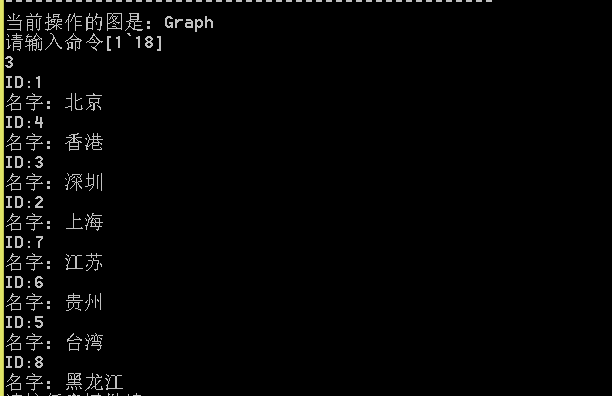 当前操作的图是: Graph
请输入命令[1`18]
3
ID:1
名字: 北京
ID:4
名字: 香港
ID:3
名字: 深圳
ID:2
名字: 上海
ID:7
名字: 江苏
ID:6
名字: 贵州
ID:5
名字: 台湾
ID:8
名字: 黑龙江